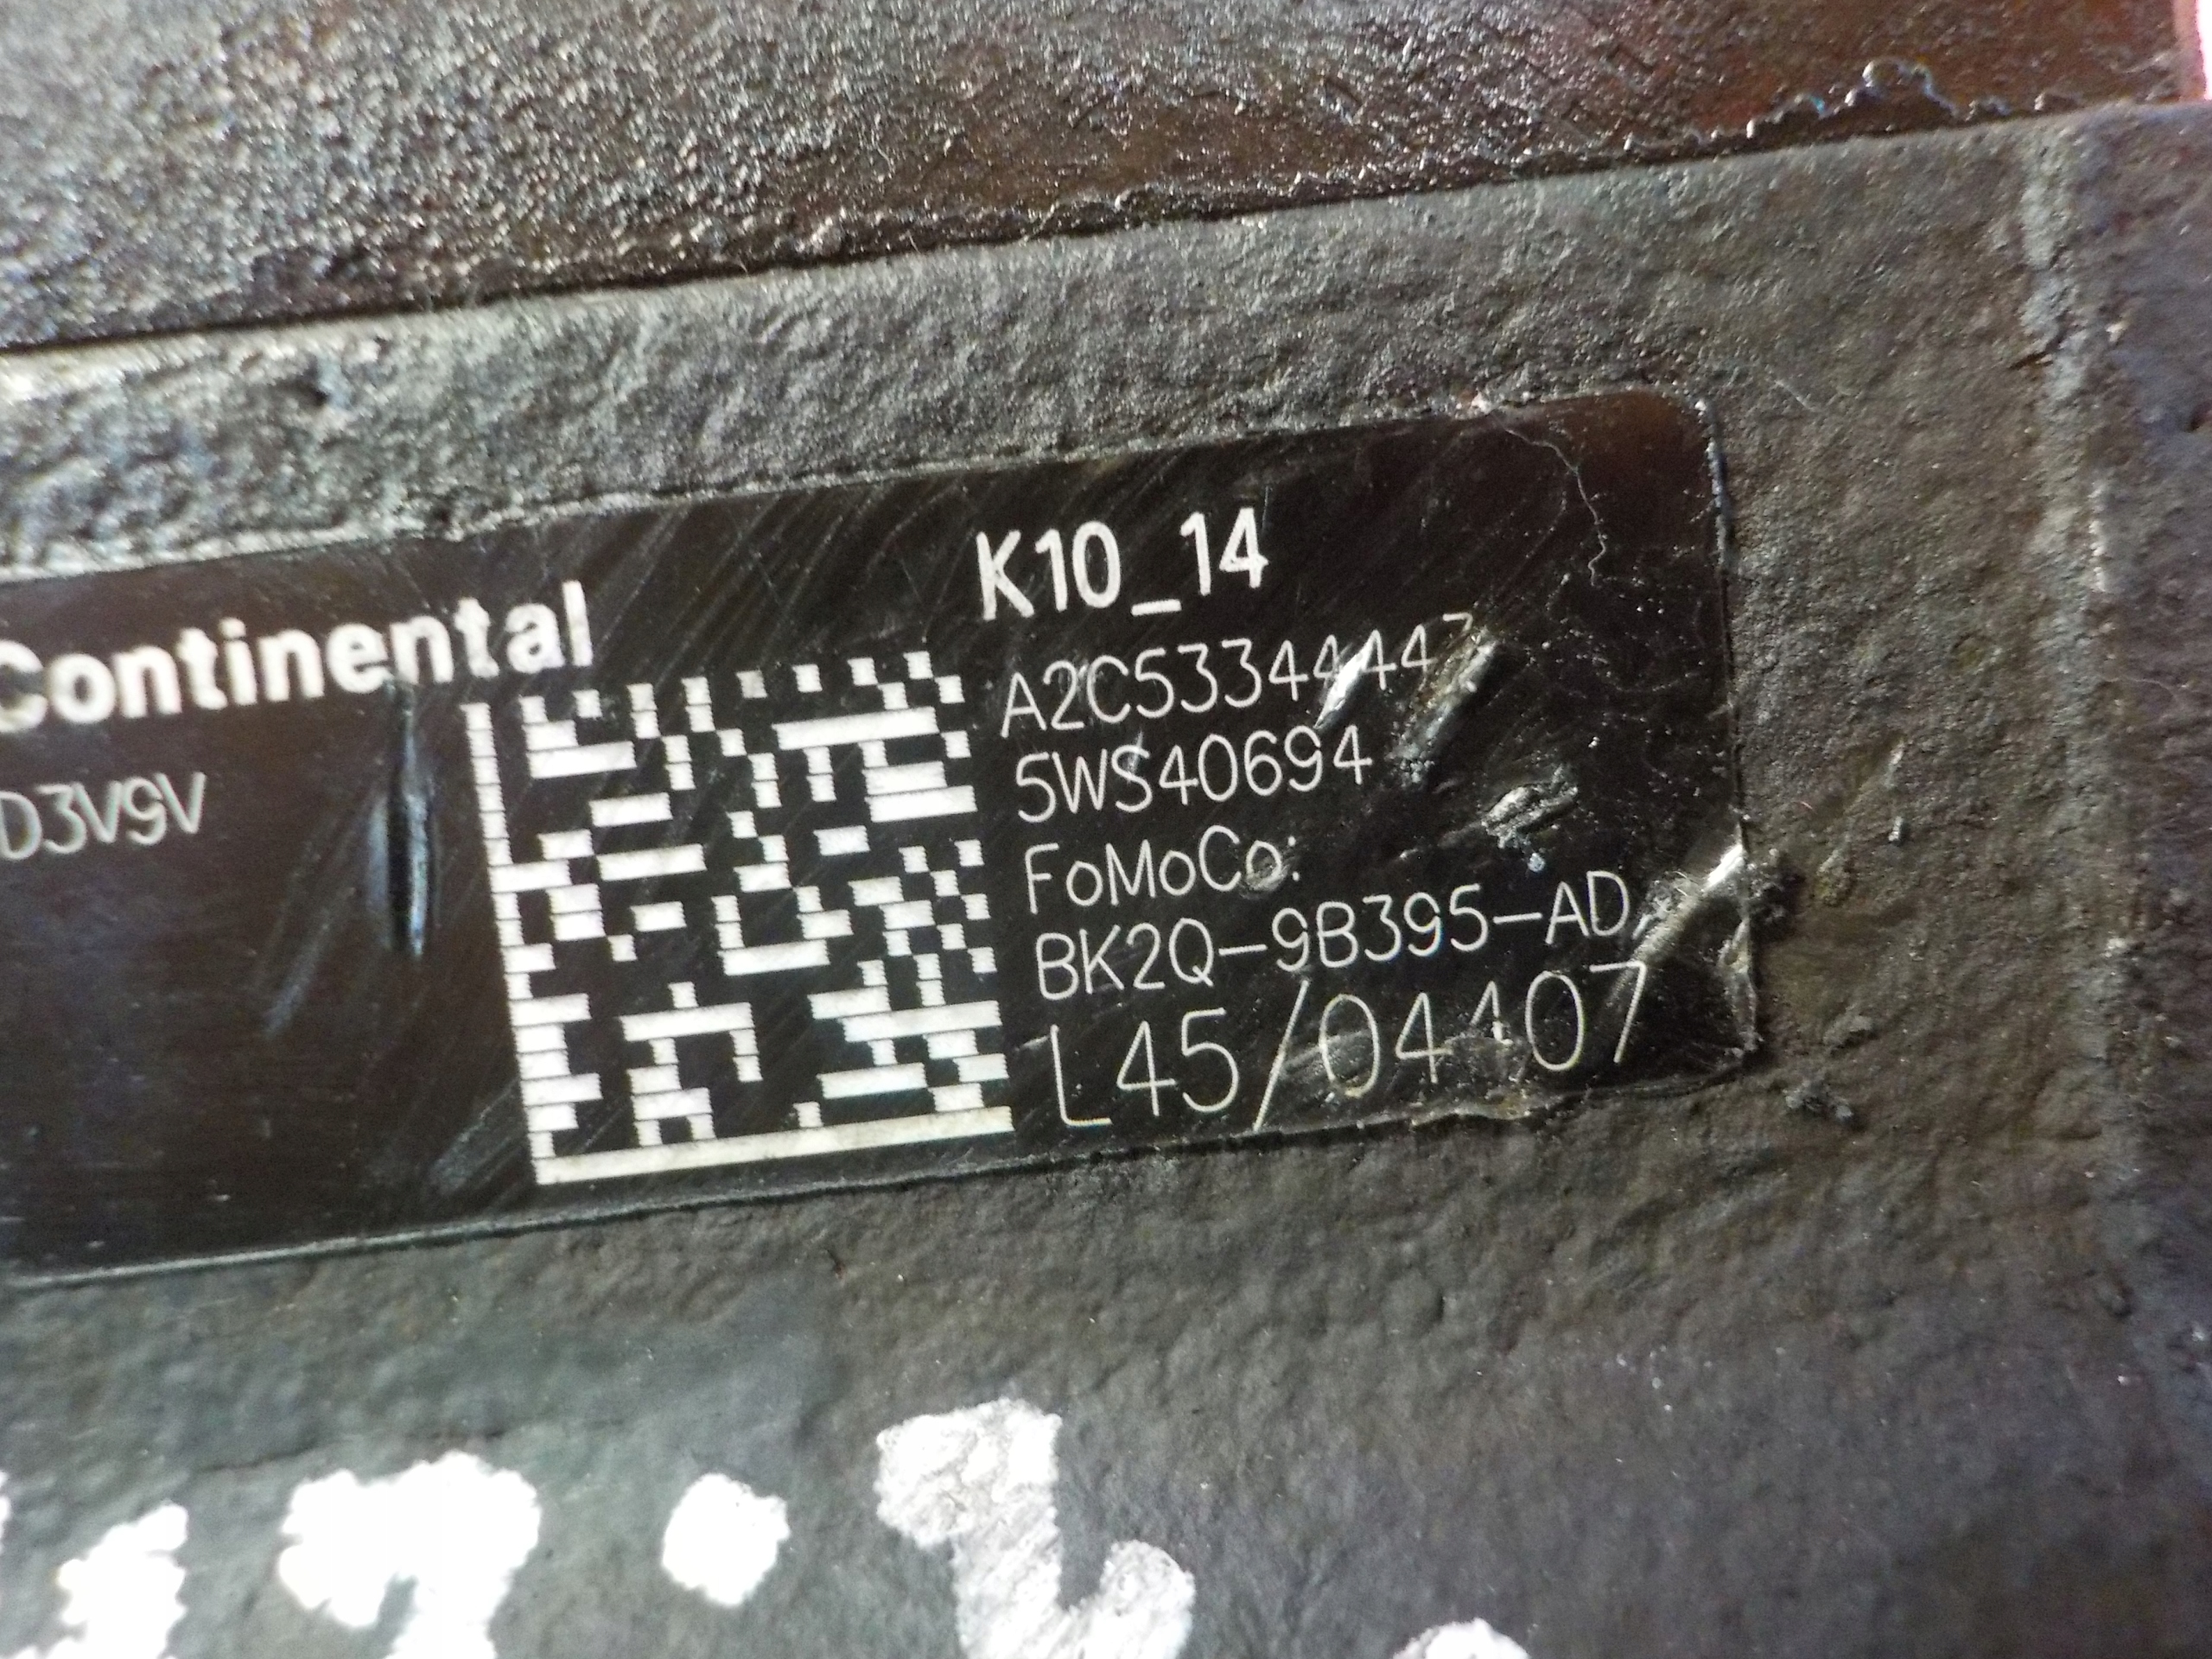 K10_14
Continental
A2C53344447
5WS40694
D3V9V
FoMoCo:
BK2Q-9B395-AD
L45/04407